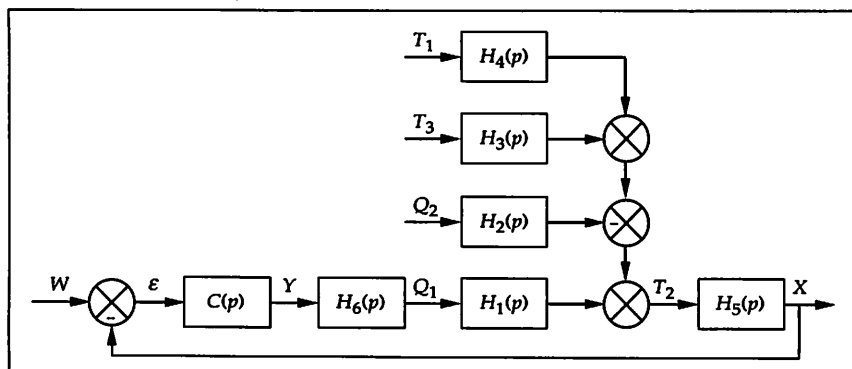 T₁ H₄(p)
T₃ H₃(p)
Q₂ H₂(p) -
W ε C(p) Y H₆(p) Q₁ H₁(p) T₂ H₅(p) X
-